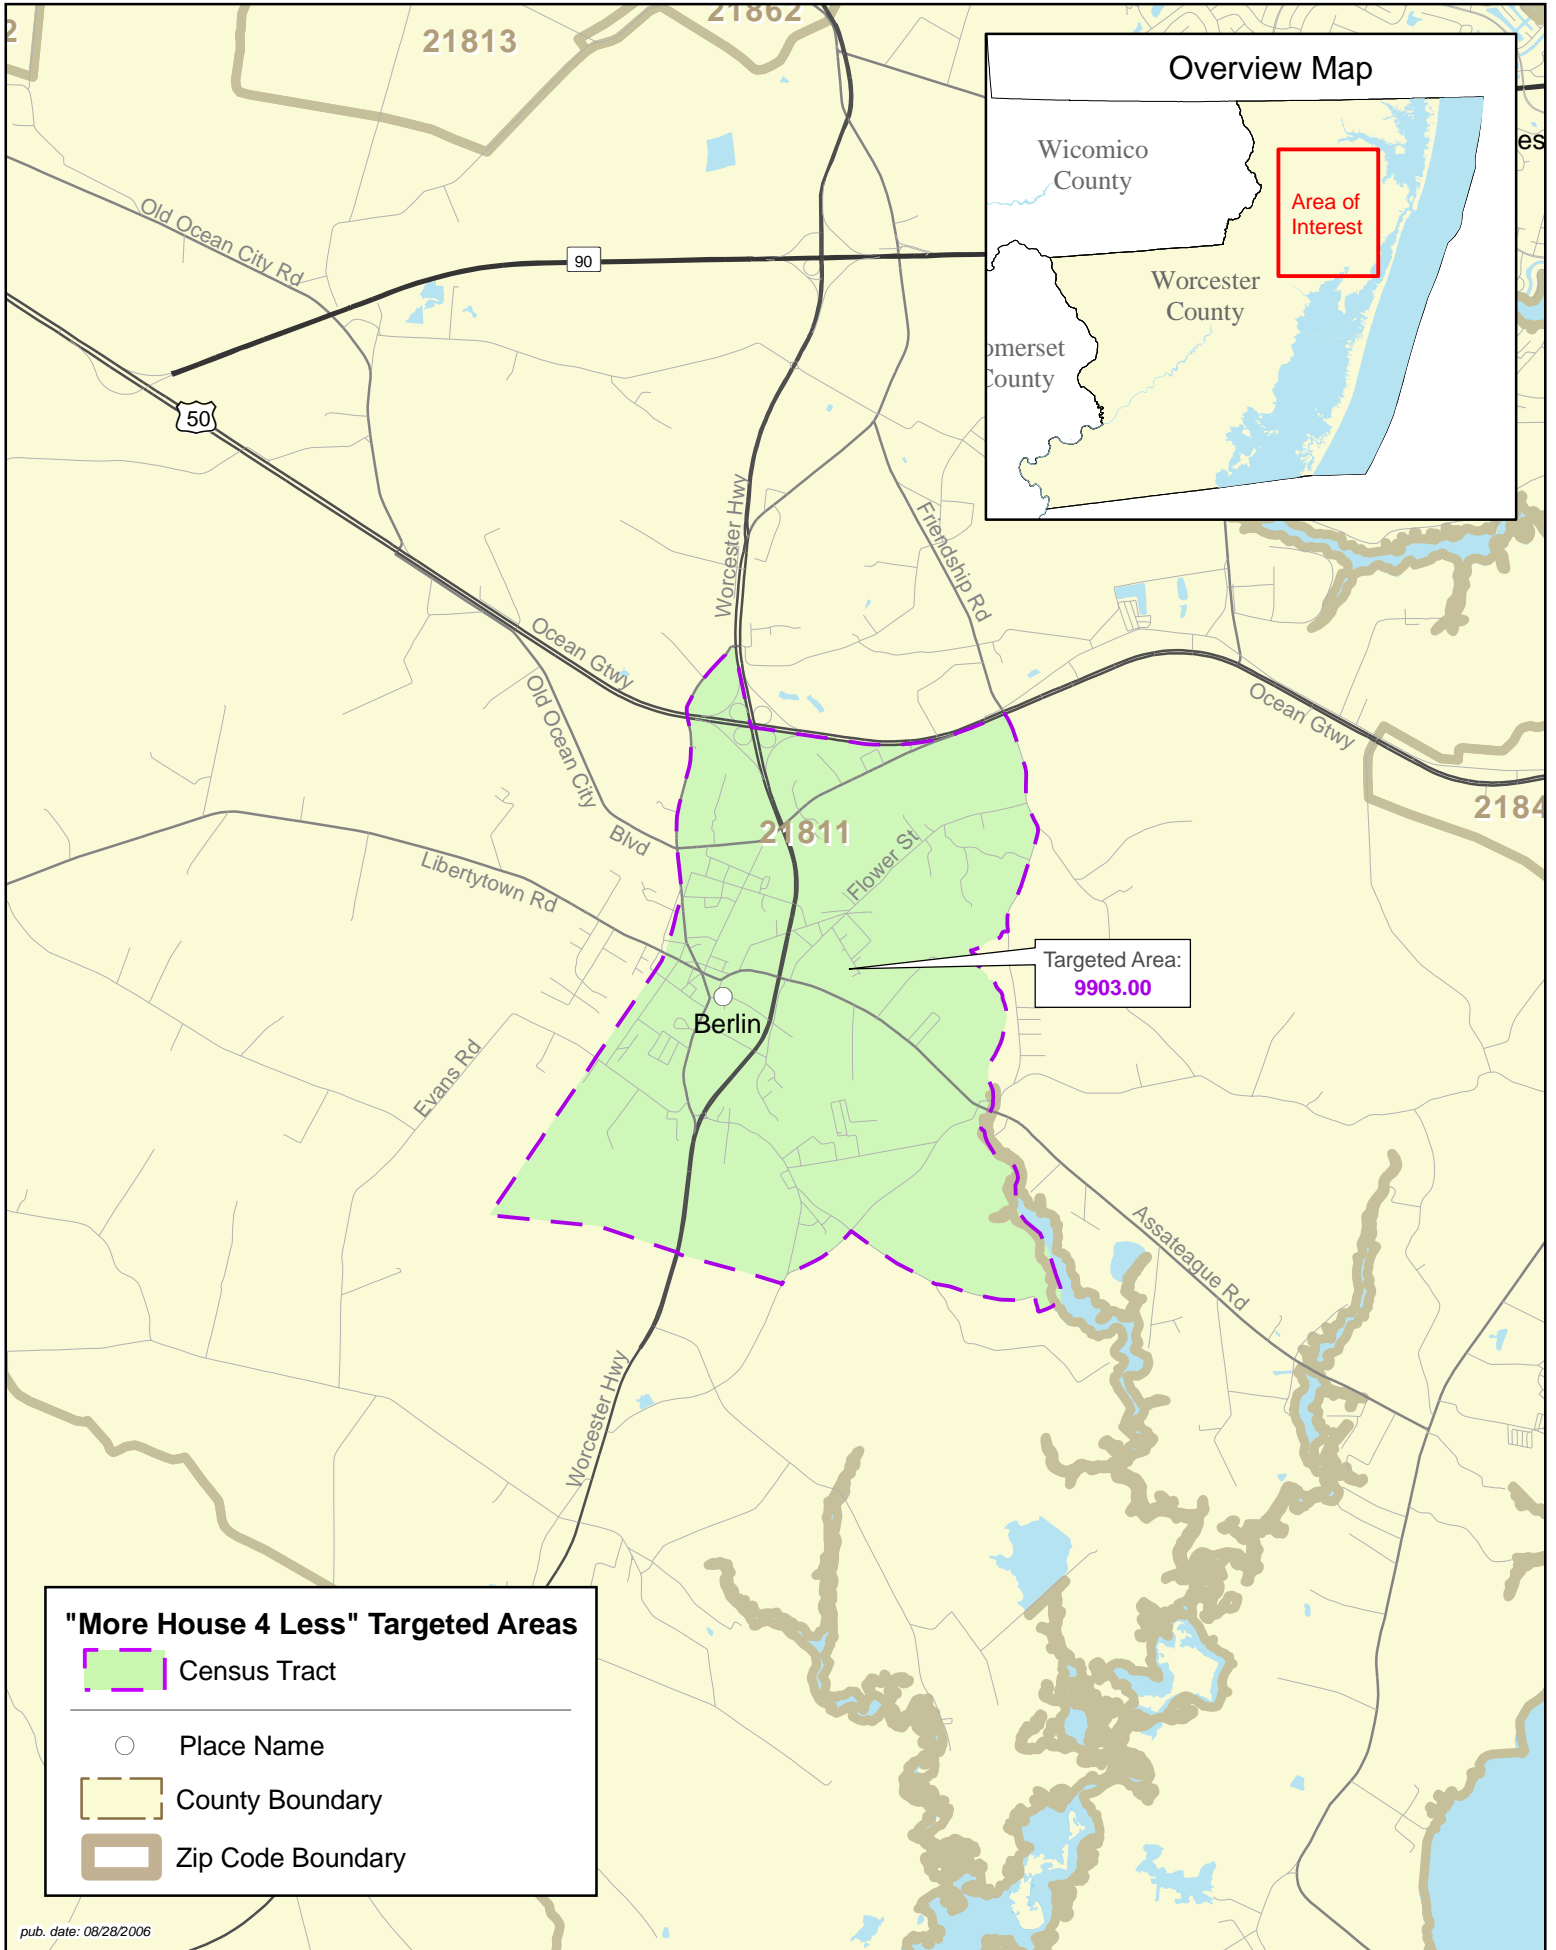 2
21813
21862
Overview Map
Wicomico
County
Area of
Interest
Worcester
County
omerset
County
es
Old Ocean City Rd
90
50
Worcester Hwy
Friendship Rd
Ocean Gtwy
Old Ocean City
Blvd
Ocean Gtwy
2184
21811
Flower St
Libertytown Rd
Targeted Area:
9903.00
Berlin
Evans Rd
Assateague Rd
Worcester Hwy
"More House 4 Less" Targeted Areas
Census Tract
Place Name
County Boundary
Zip Code Boundary
pub. date: 08/28/2006